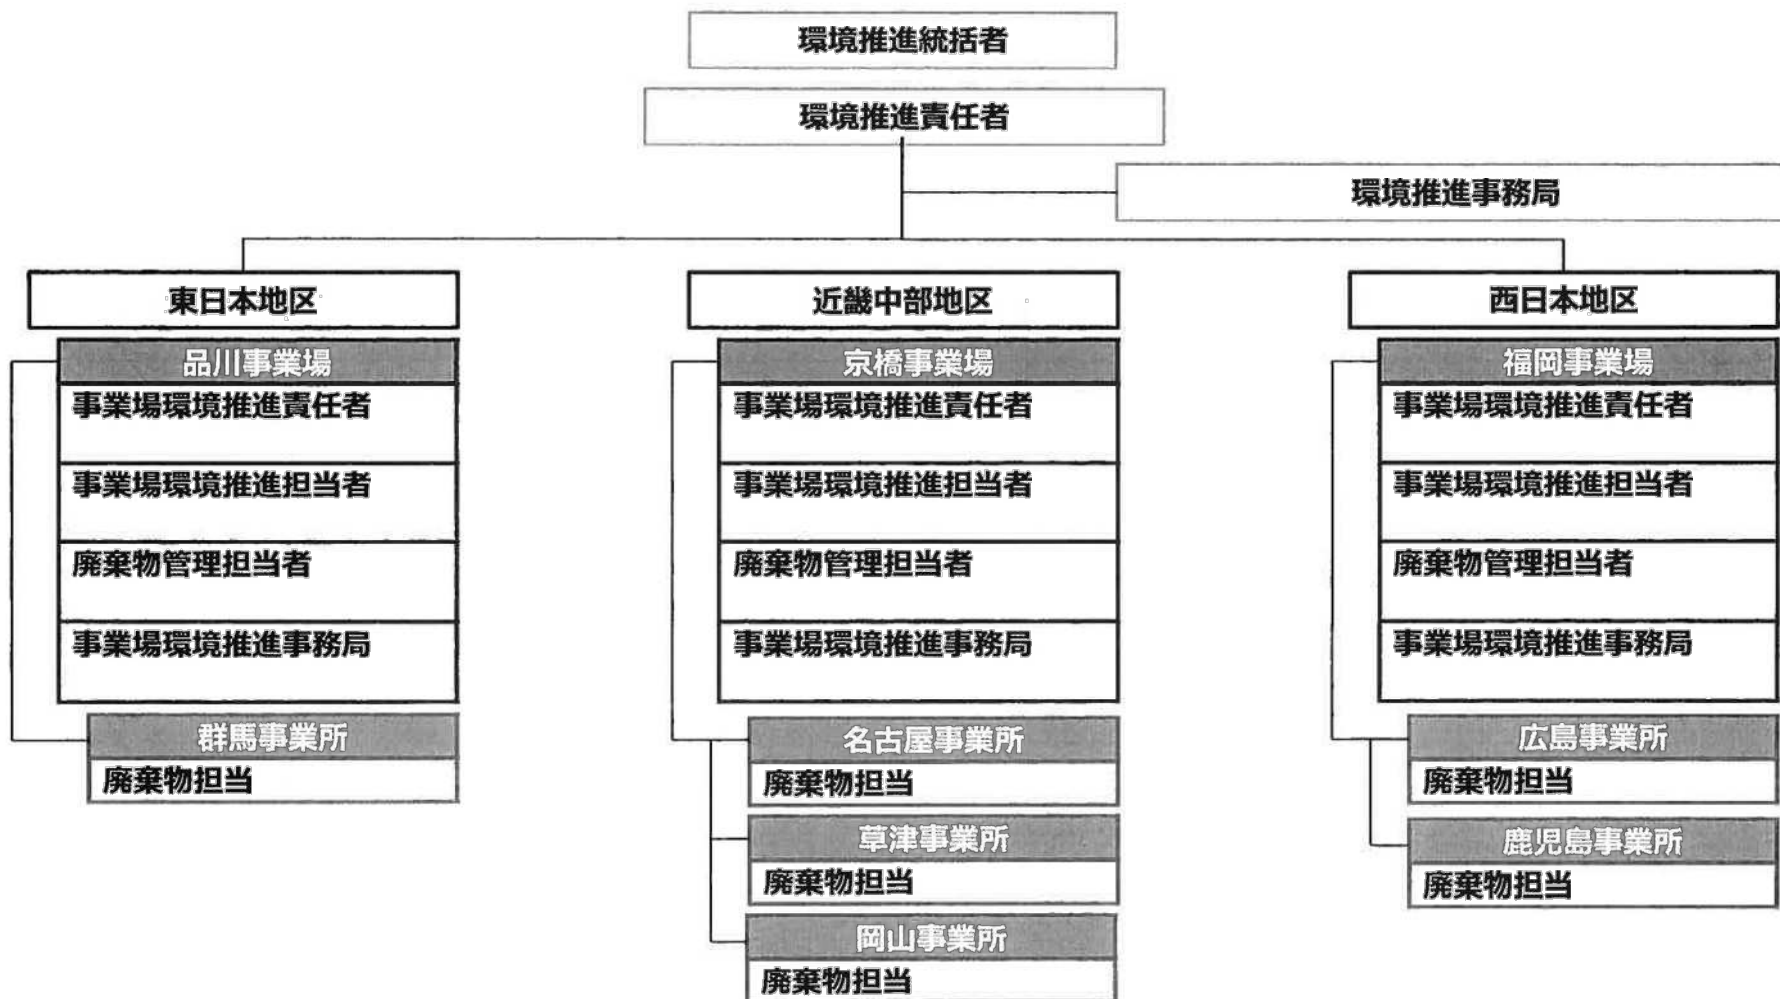 環境推進統括者
環境推進責任者
環境推進事務局
東日本地区
品川事業場
事業場環境推進責任者
事業場環境推進担当者
廃棄物管理担当者
事業場環境推進事務局
群馬事業所
廃棄物担当
近畿中部地区
京橋事業場
事業場環境推進責任者
事業場環境推進担当者
廃棄物管理担当者
事業場環境推進事務局
名古屋事業所
廃棄物担当
草津事業所
廃棄物担当
岡山事業所
廃棄物担当
西日本地区
福岡事業場
事業場環境推進責任者
事業場環境推進担当者
廃棄物管理担当者
事業場環境推進事務局
広島事業所
廃棄物担当
鹿児島事業所
廃棄物担当